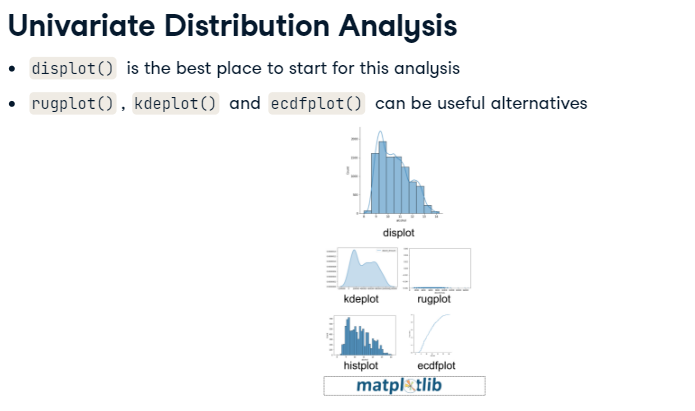 Univariate Distribution Analysis
• displot() is the best place to start for this analysis
• rugplot(), kdeplot() and ecdfplot() can be useful alternatives
displot
kdeplot rugplot
histplot ecdfplot
matplotlib